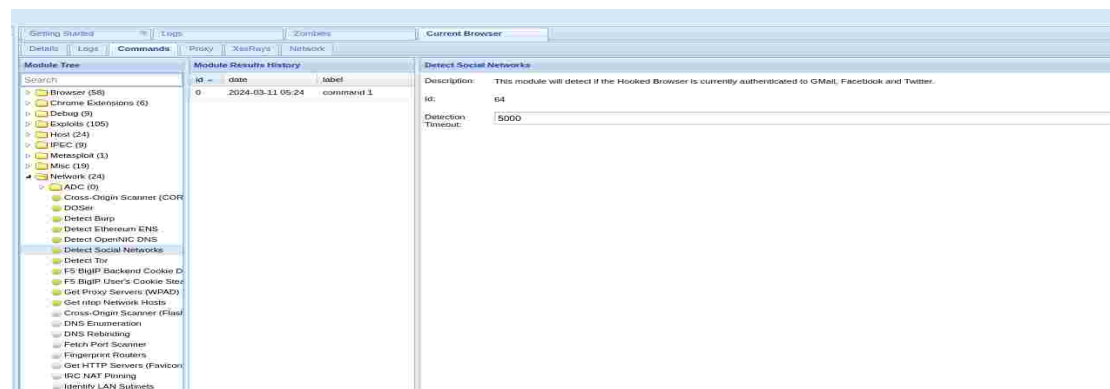 Getting Started Logs Zombies Current Browser
Details Logs Commands Proxy XssRays Network
Module Tree
Search
Browser (58)
Chrome Extensions (6)
Debug (9)
Exploits (105)
Host (24)
IPEC (9)
Metasploit (1)
Misc (19)
Network (24)
ADC (0)
Cross-Origin Scanner (COR
DOSer
Detect Burp
Detect Ethereum ENS
Detect OpenNIC DNS
Detect Social Networks
Detect Tor
F5 BigIP Backend Cookie D
F5 BigIP User's Cookie Stea
Get Proxy Servers (WPAD)
Get ntop Network Hosts
Cross-Origin Scanner (Flash
DNS Enumeration
DNS Rebinding
Fetch Port Scanner
Fingerprint Routers
Get HTTP Servers (Favicon
IRC NAT Pinning
Identify LAN Subnets
Module Results History
id date label
0 2024-03-11 05:24 command 1
Detect Social Networks
Description: This module will detect if the Hooked Browser is currently authenticated to GMail, Facebook and Twitter.
Id: 64
Detection
Timeout: 5000